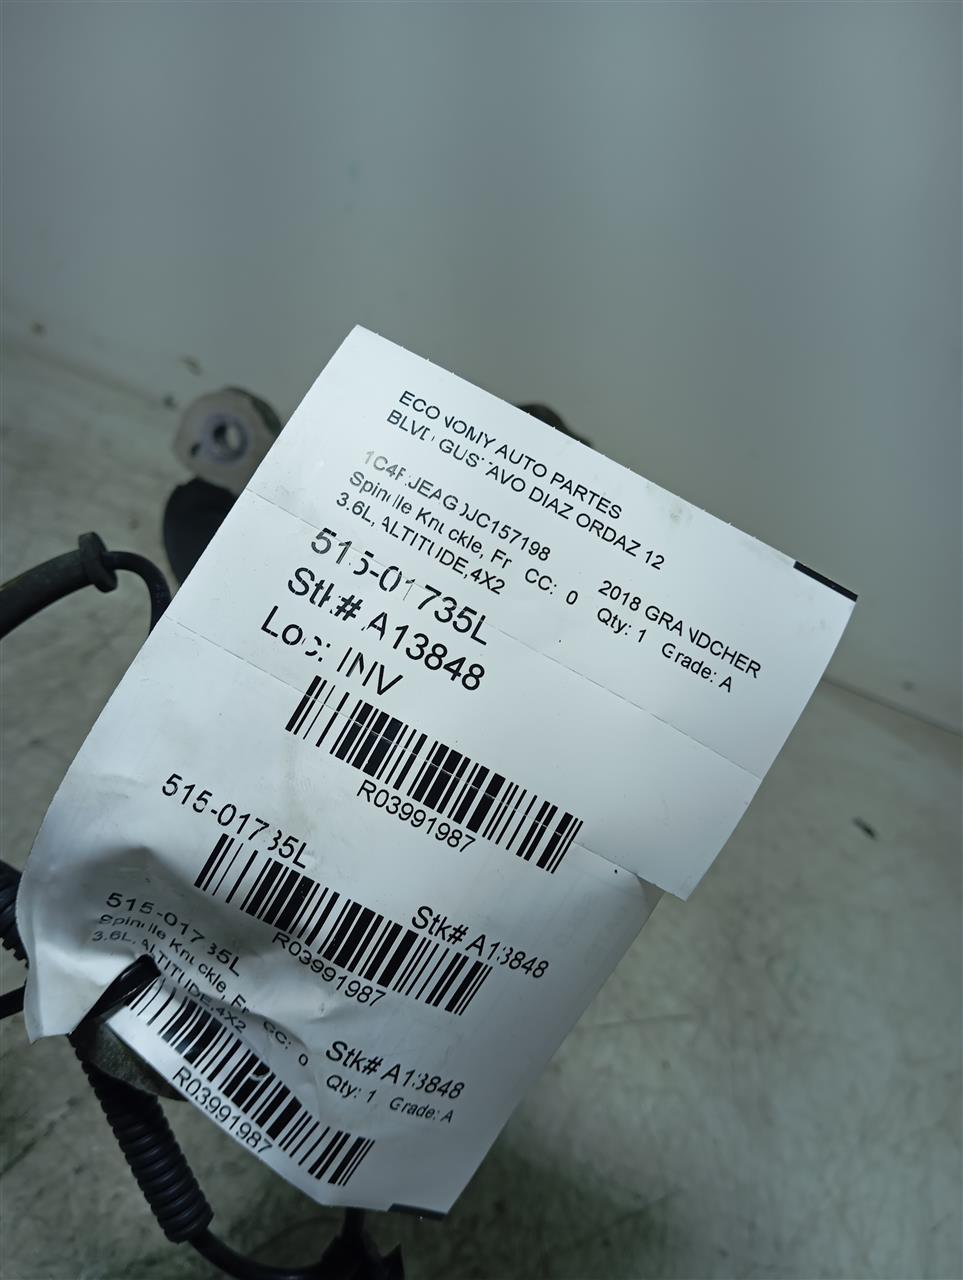 ECONOMY AUTO PARTES
BLVD GUSTAVO DIAZ ORDAZ 12
1C4RJEAG0JC157198 2018 GRANDCHER
Spindle Knuckle, Fr CC: 0 Qty: 1 Grade: A
3.6L, ALTITUDE,4X2
515-01735L
Stk# A13848
Loc: INV
R03991987
515-01735L Stk# A13848
R03991987
515-01735L Stk# A13848
Spindle Knuckle, Fr CC: 0 Qty: 1 Grade: A
3.6L, ALTITUDE,4X2
R03991987